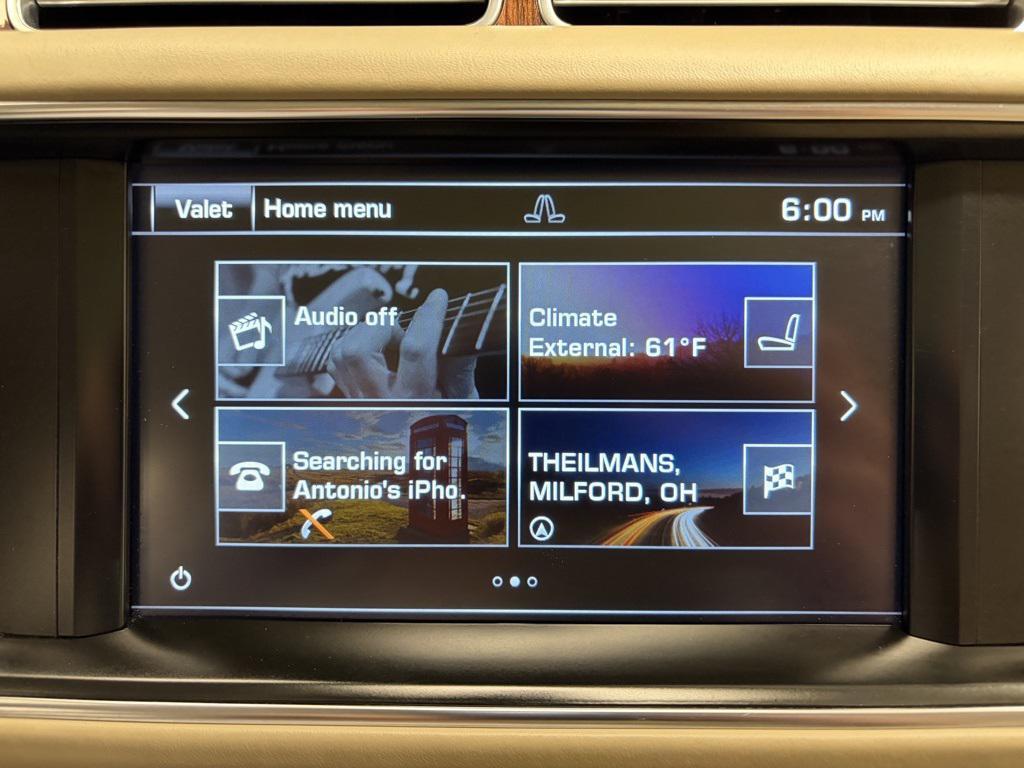 Valet
Home menu
6:00 PM
Audio off
Climate
External: 61°F
Searching for
Antonio's iPho.
THEILMANS,
MILFORD, OH